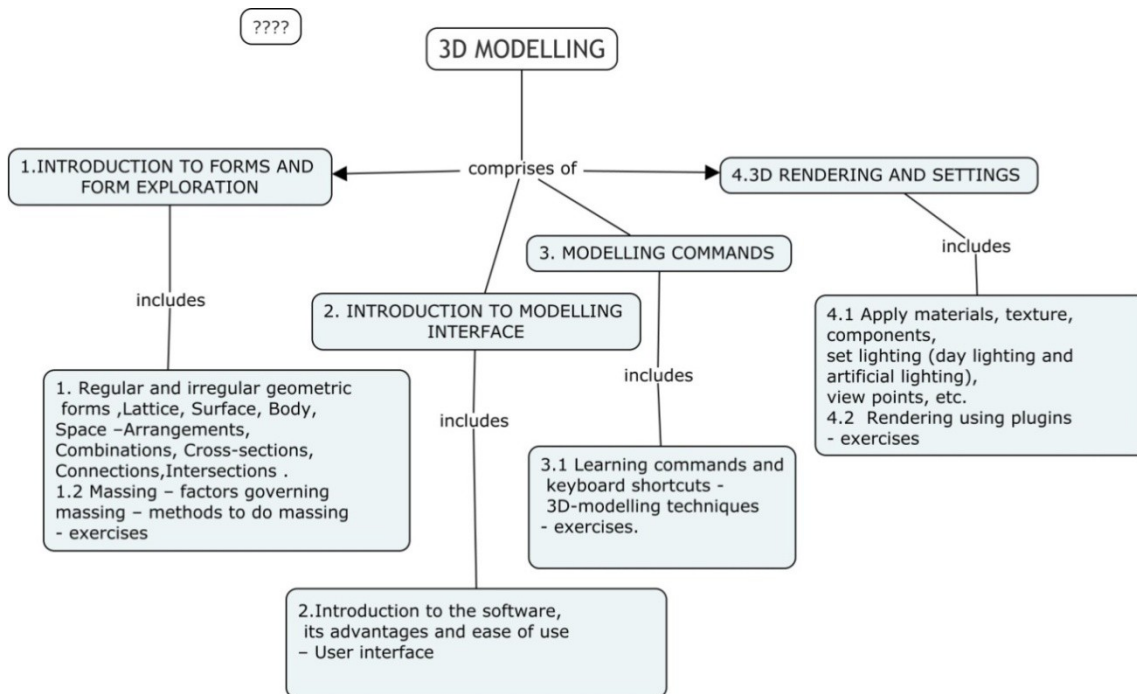 ????
3D MODELLING
comprises of
1.INTRODUCTION TO FORMS AND
FORM EXPLORATION
includes
1. Regular and irregular geometric
forms ,Lattice, Surface, Body,
Space –Arrangements,
Combinations, Cross-sections,
Connections,Intersections .
1.2 Massing – factors governing
massing – methods to do massing
- exercises
2. INTRODUCTION TO MODELLING
INTERFACE
includes
2.Introduction to the software,
its advantages and ease of use
– User interface
3. MODELLING COMMANDS
includes
3.1 Learning commands and
keyboard shortcuts -
3D-modelling techniques
- exercises.
4.3D RENDERING AND SETTINGS
includes
4.1 Apply materials, texture,
components,
set lighting (day lighting and
artificial lighting),
view points, etc.
4.2 Rendering using plugins
- exercises